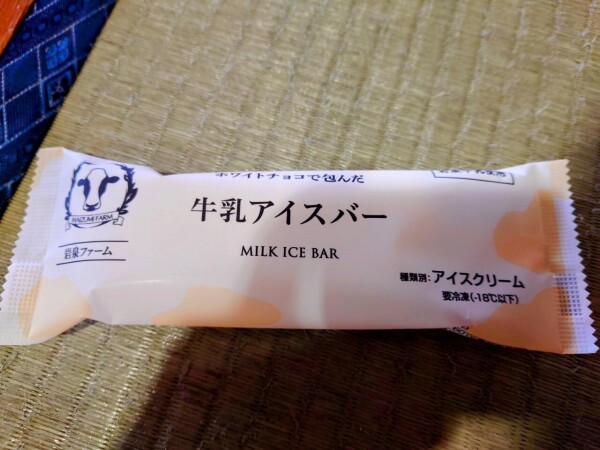 ホワイトチョコで包んだ
牛乳アイスバー
MILK ICE BAR
岩泉ファーム
種類別:アイスクリーム
要冷凍(-18℃以下)